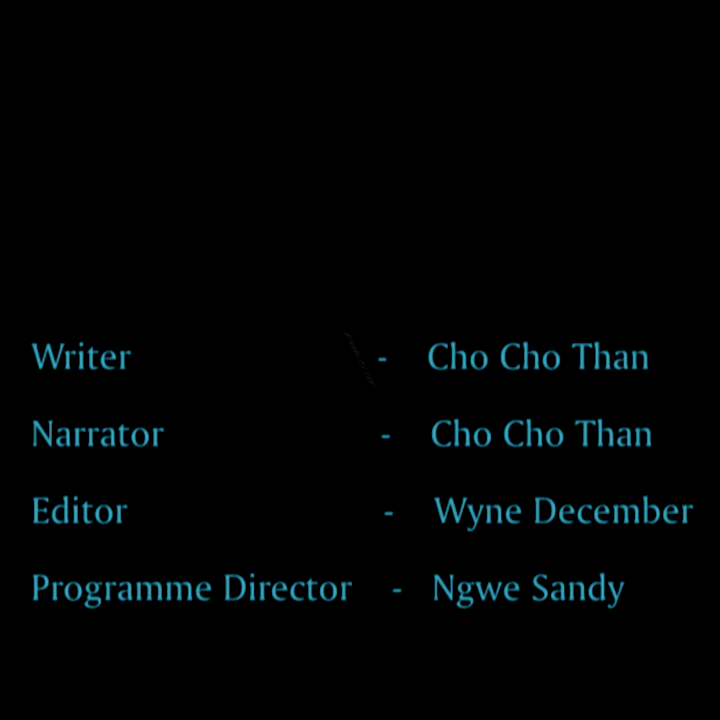 Writer - Cho Cho Than
Narrator - Cho Cho Than
Editor - Wyne December
Programme Director - Ngwe Sandy